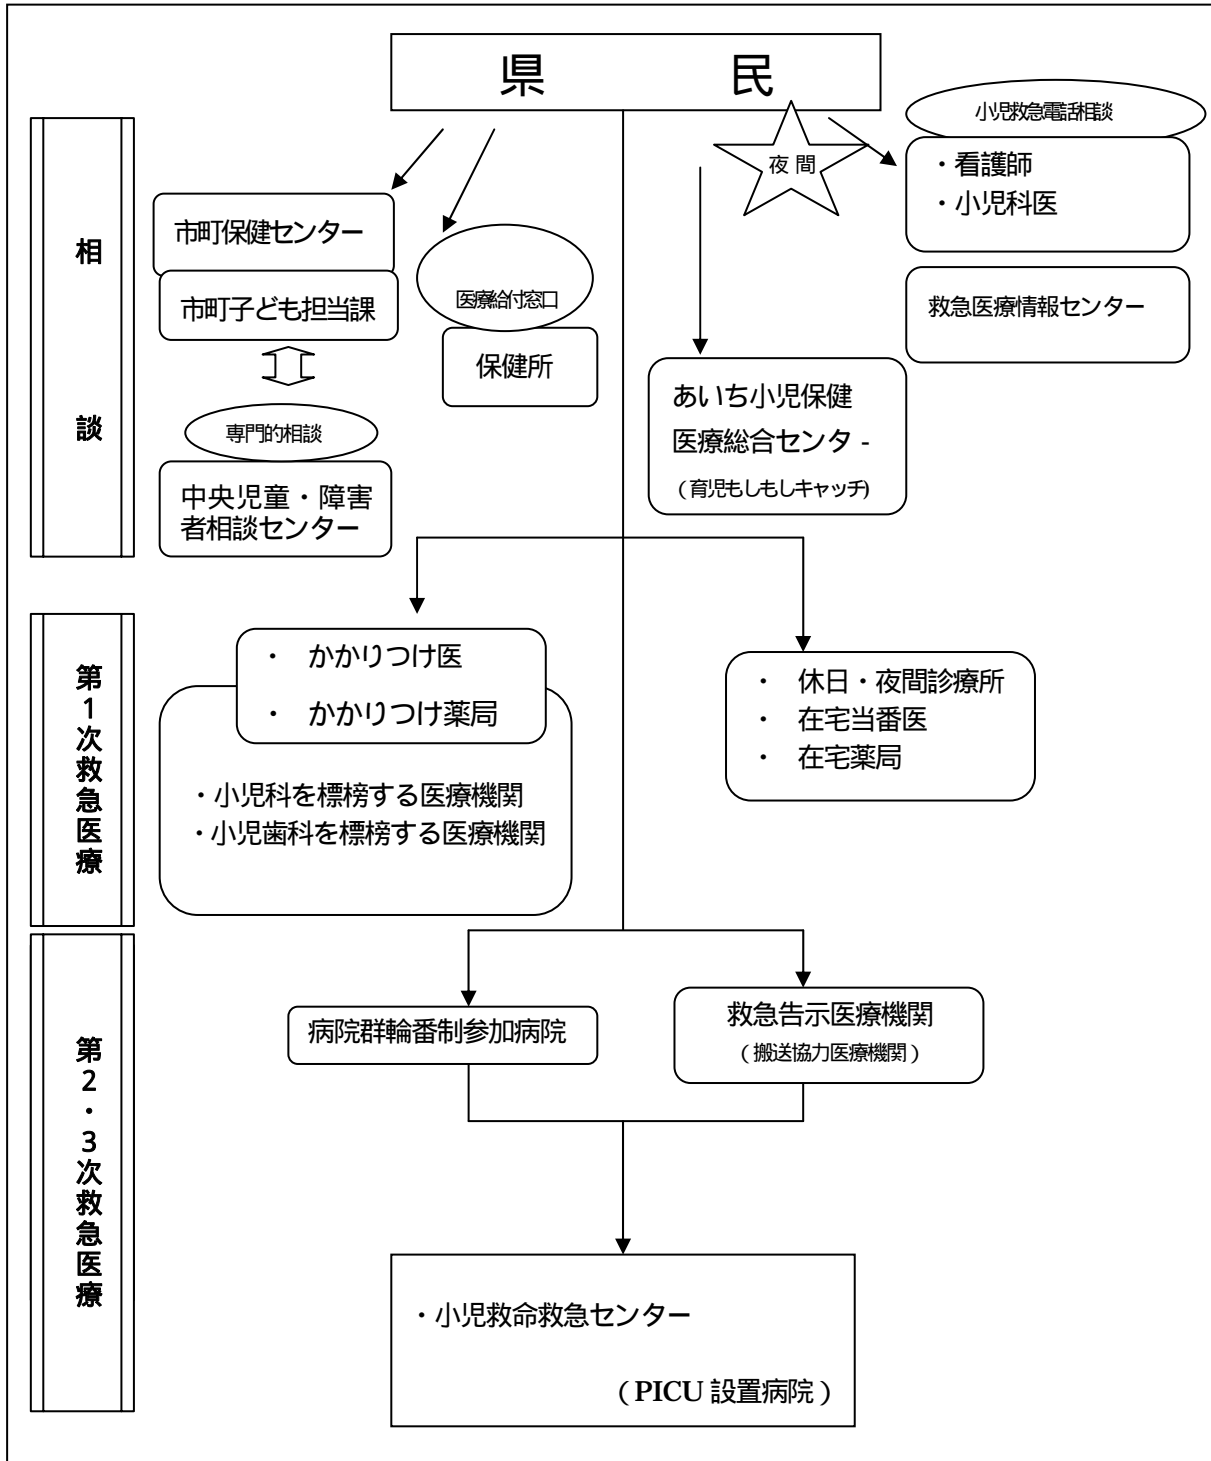 県　民
小児救急電話相談
・看護師
・小児科医
救急医療情報センター
夜 間
相談
市町保健センター
市町子ども担当課
専門的相談
中央児童・障害
者相談センター
医療給付窓口
保健所
あいち小児保健
医療総合センタ -
（育児もしもしキャッチ）
第１次救急医療
・ かかりつけ医
・ かかりつけ薬局
・小児科を標榜する医療機関
・小児歯科を標榜する医療機関
・ 休日・夜間診療所
・ 在宅当番医
・ 在宅薬局
第２・３次救急医療
病院群輪番制参加病院
救急告示医療機関
（搬送協力医療機関）
・小児救命救急センター
（PICU 設置病院）